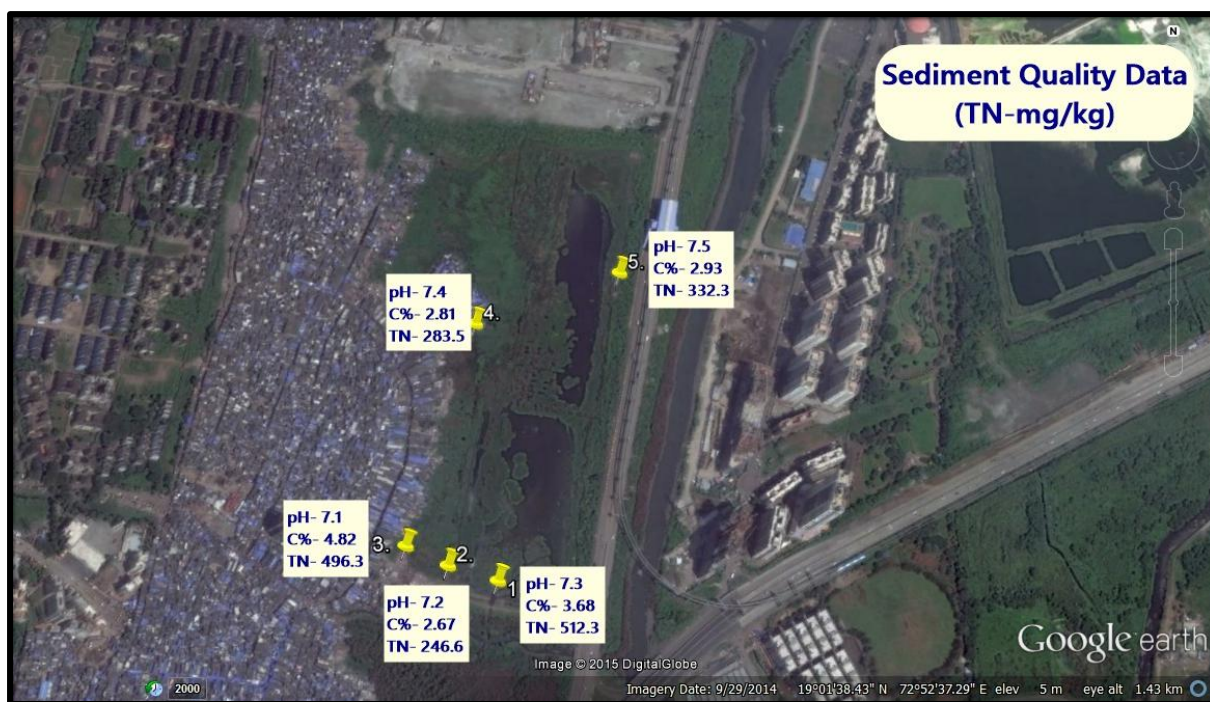 N
Sediment Quality Data
(TN-mg/kg)
pH- 7.5
C%- 2.93
TN- 332.3
5.
pH- 7.4
C%- 2.81
TN- 283.5
4.
pH- 7.1
C%- 4.82
TN- 496.3
3.
2.
pH- 7.2
C%- 2.67
TN- 246.6
1
pH- 7.3
C%- 3.68
TN- 512.3
Google earth
Image © 2015 DigitalGlobe
2000
Imagery Date: 9/29/2014 19°01'38.43" N 72°52'37.29" E elev 5 m eye alt 1.43 km